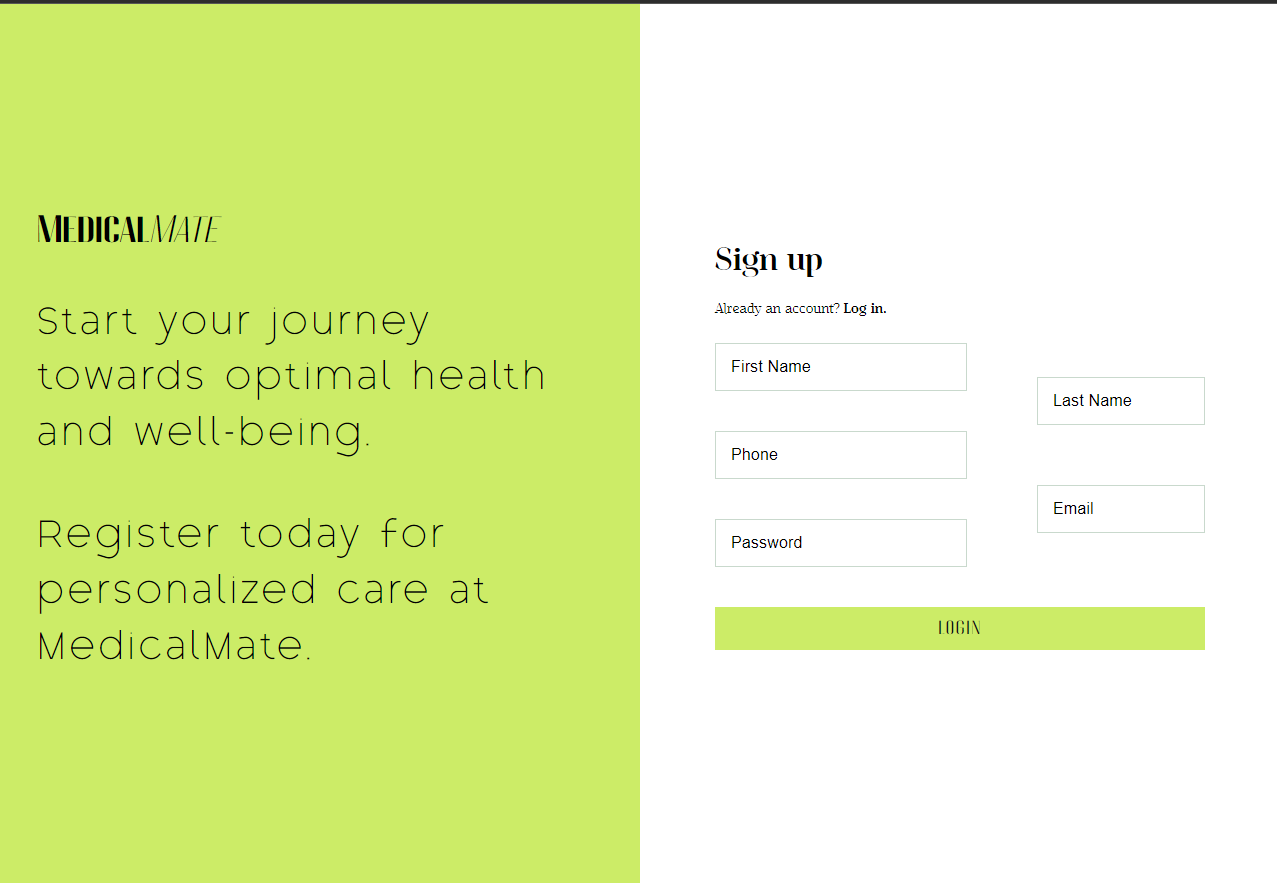 MEDICALMATE
Start your journey
towards optimal health
and well-being.
Register today for
personalized care at
MedicalMate.
Sign up
Already an account? Log in.
First Name
Last Name
Phone
Email
Password
LOGIN